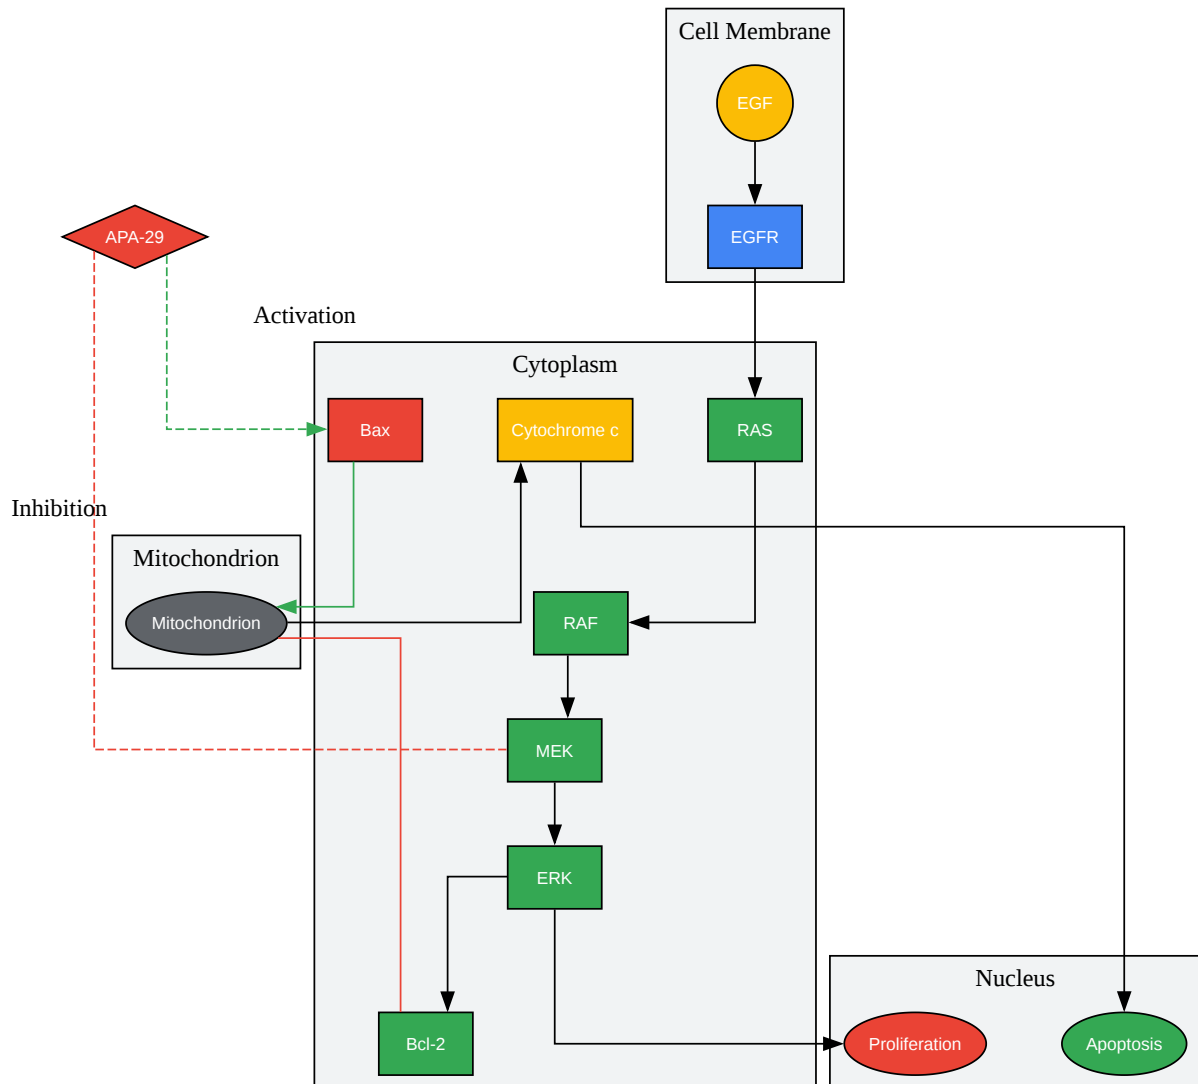 Cell Membrane
EGF
EGFR
APA-29
Activation
Cytoplasm
Bax
Cytochrome c
RAS
Inhibition
Mitochondrion
Mitochondrion
RAF
MEK
ERK
Nucleus
Bcl-2
Proliferation
Apoptosis